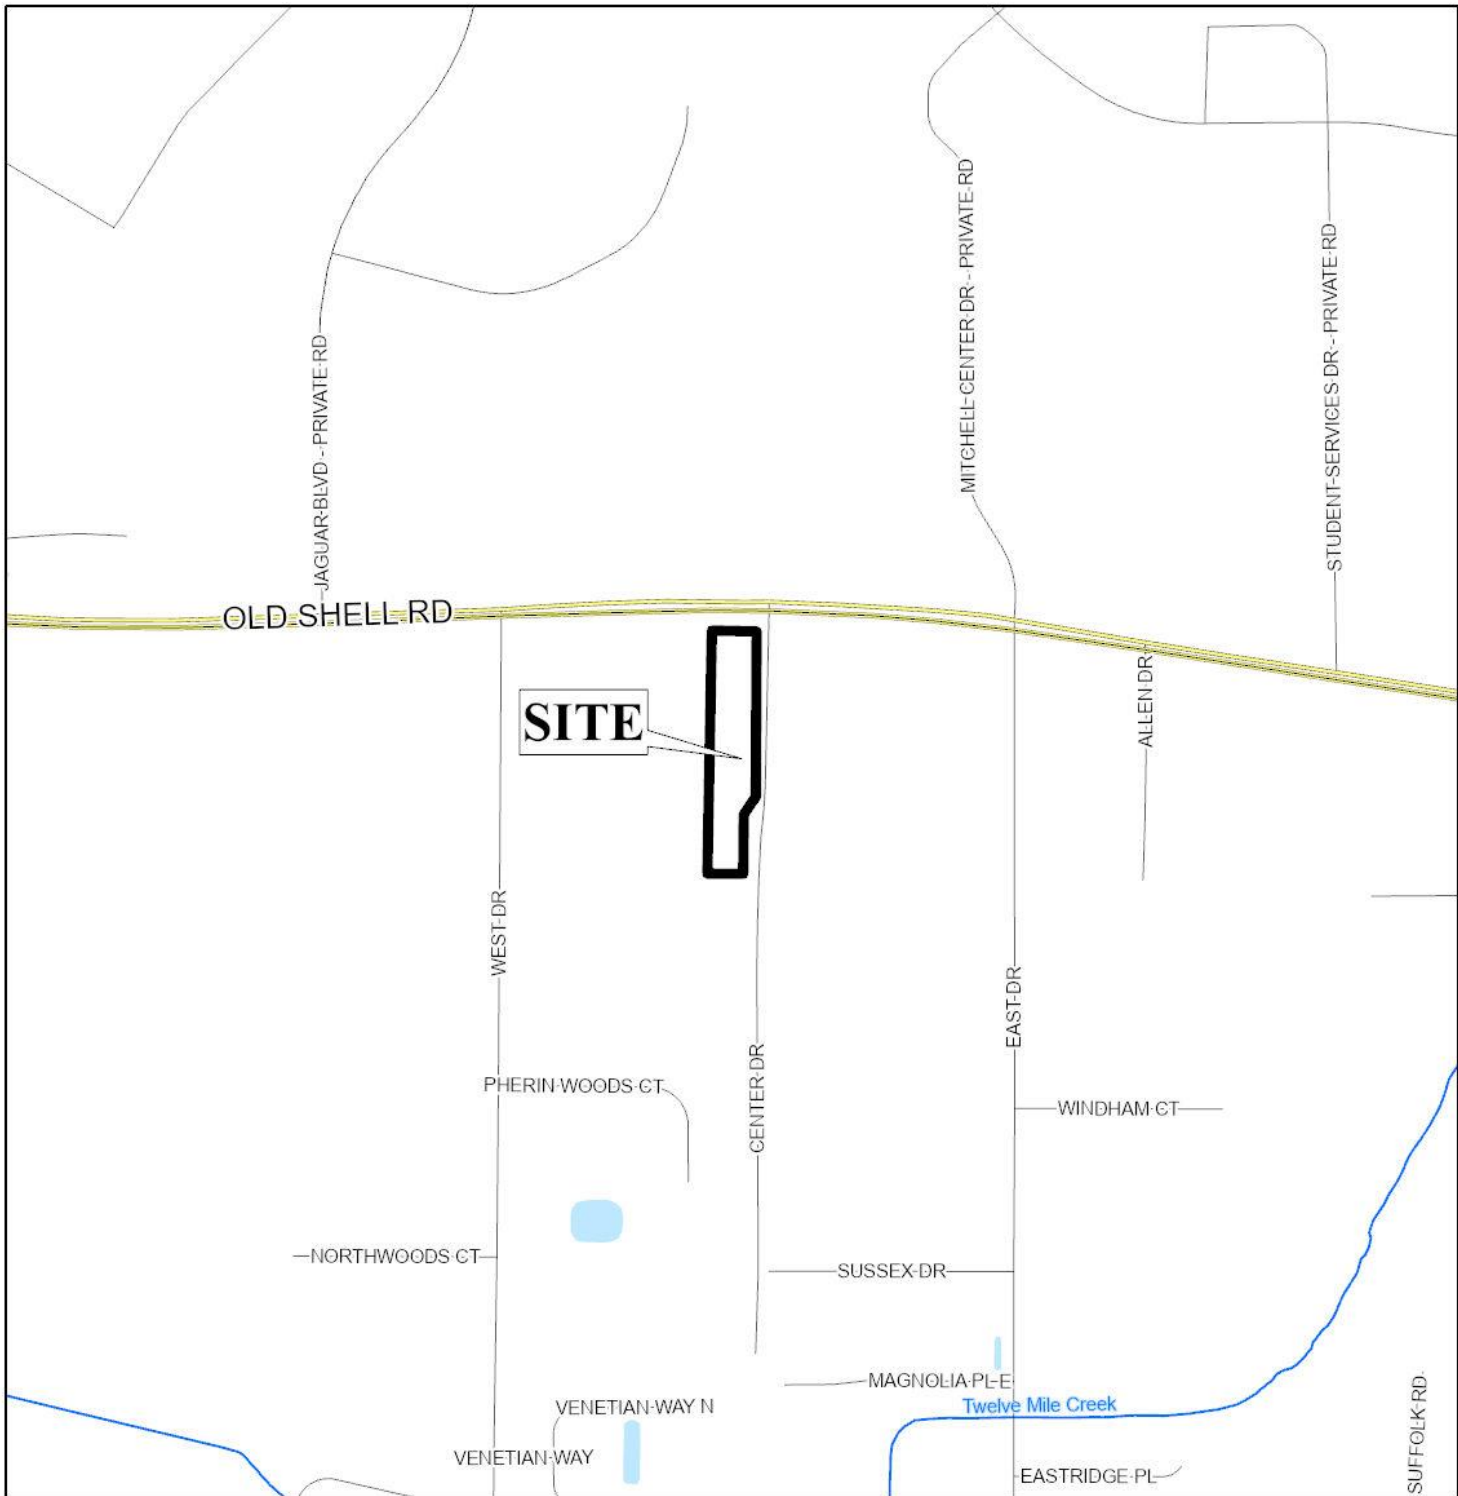 MITCHELL-CENTER-DR - PRIVATE-RD
STUDENT-SERVICES-DR - PRIVATE-RD
JAGUAR-BLVD - PRIVATE-RD
OLD SHELL RD
ALLEN-DR
SITE
WEST-DR
EAST-DR
CENTER-DR
PHERIN-WOODS-CT
WINDHAM-CT
NORTHWOODS-CT
SUSSEX-DR
MAGNOLIA-PL-E
VENETIAN-WAY N
Twelve Mile Creek
SUFFOLK-RD
VENETIAN-WAY
EASTRIDGE-PL